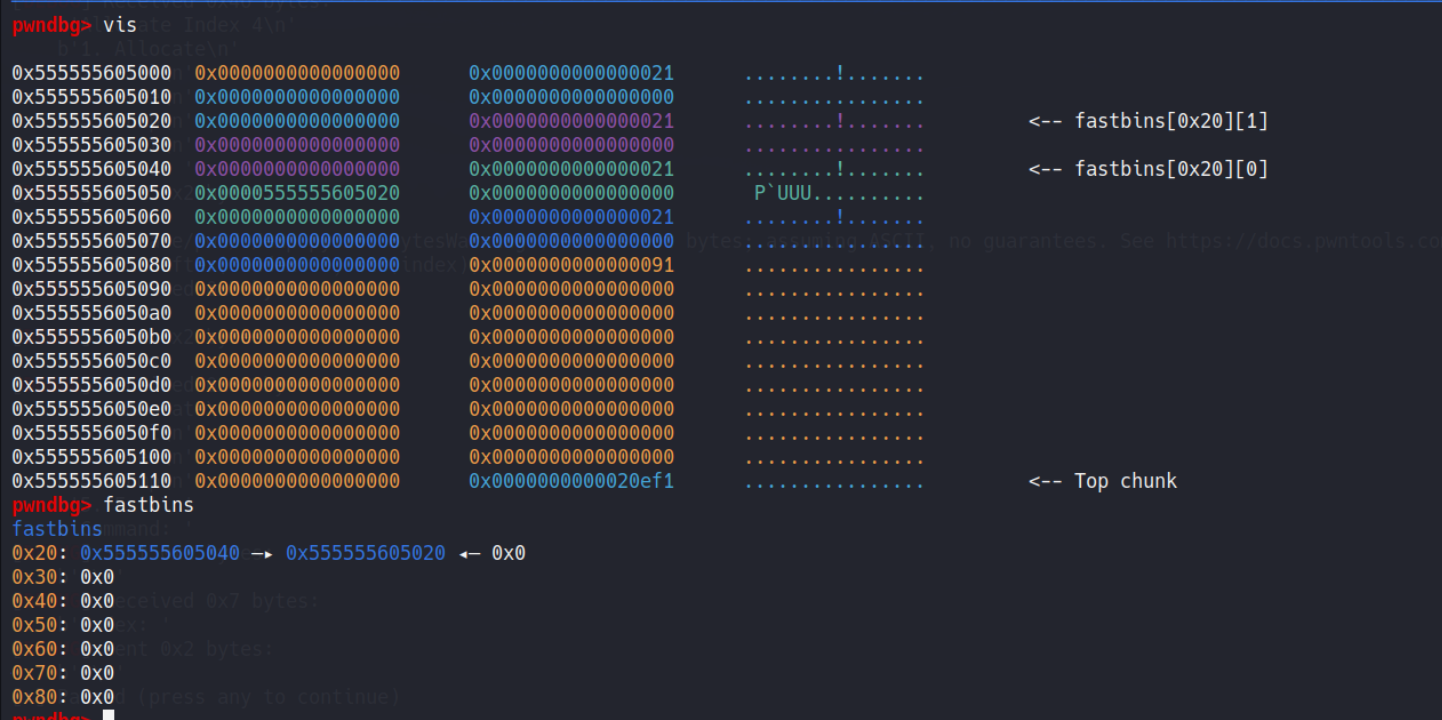 pwndbg> vis
0x555555605000 0x0000000000000000 0x0000000000000021 ........!.......
0x555555605010 0x0000000000000000 0x0000000000000000 ................
0x555555605020 0x0000000000000000 0x0000000000000021 ........!....... <-- fastbins[0x20][1]
0x555555605030 0x0000000000000000 0x0000000000000000 ................
0x555555605040 0x0000000000000000 0x0000000000000021 ........!....... <-- fastbins[0x20][0]
0x555555605050 0x0000555555605020 0x0000000000000000 P`UUU..........
0x555555605060 0x0000000000000000 0x0000000000000021 ........!.......
0x555555605070 0x0000000000000000 0x0000000000000000 ................
0x555555605080 0x0000000000000000 0x0000000000000091 ................
0x555555605090 0x0000000000000000 0x0000000000000000 ................
0x5555556050a0 0x0000000000000000 0x0000000000000000 ................
0x5555556050b0 0x0000000000000000 0x0000000000000000 ................
0x5555556050c0 0x0000000000000000 0x0000000000000000 ................
0x5555556050d0 0x0000000000000000 0x0000000000000000 ................
0x5555556050e0 0x0000000000000000 0x0000000000000000 ................
0x5555556050f0 0x0000000000000000 0x0000000000000000 ................
0x555555605100 0x0000000000000000 0x0000000000000000 ................
0x555555605110 0x0000000000000000 0x0000000000020ef1 ................ <-- Top chunk
pwndbg> fastbins
fastbins
0x20: 0x555555605040 —▸ 0x555555605020 ◂— 0x0
0x30: 0x0
0x40: 0x0
0x50: 0x0
0x60: 0x0
0x70: 0x0
0x80: 0x0
pwndbg>